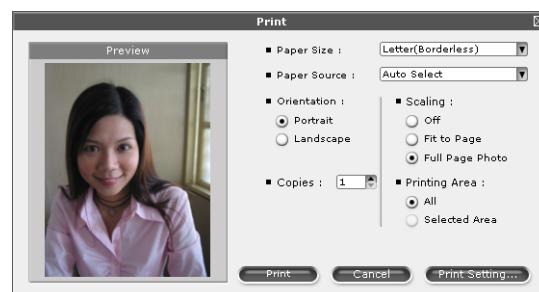 Print
Preview
Paper Size :
Letter(Borderless)
Paper Source :
Auto Select
Orientation :
Portrait
Landscape
Scaling :
Off
Fit to Page
Full Page Photo
Copies :
1
Printing Area :
All
Selected Area
Print
Cancel
Print Setting...